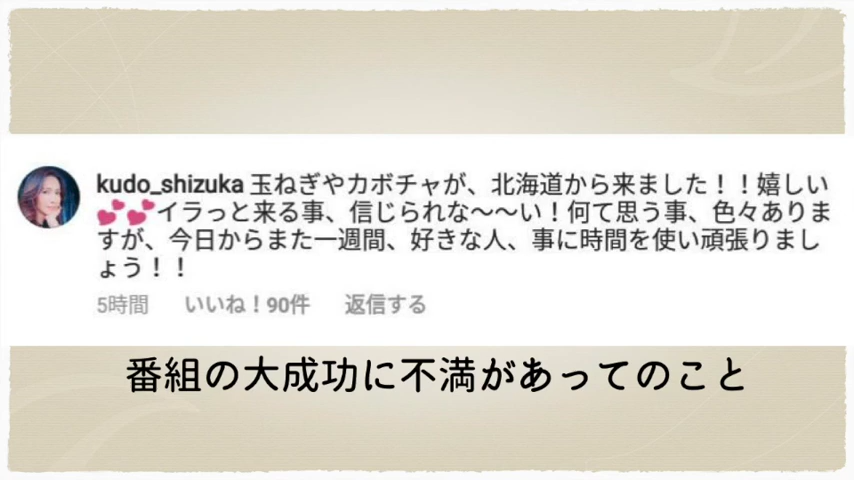 kudo_shizuka 玉ねぎやカボチャが、北海道から来ました！！嬉しい
💕💕イラっと来る事、信じられな〜〜い！何て思う事、色々ありま
すが、今日からまた一週間、好きな人、事に時間を使い頑張りまし
ょう！！
5時間 いいね！90件 返信する
番組の大成功に不満があってのこと